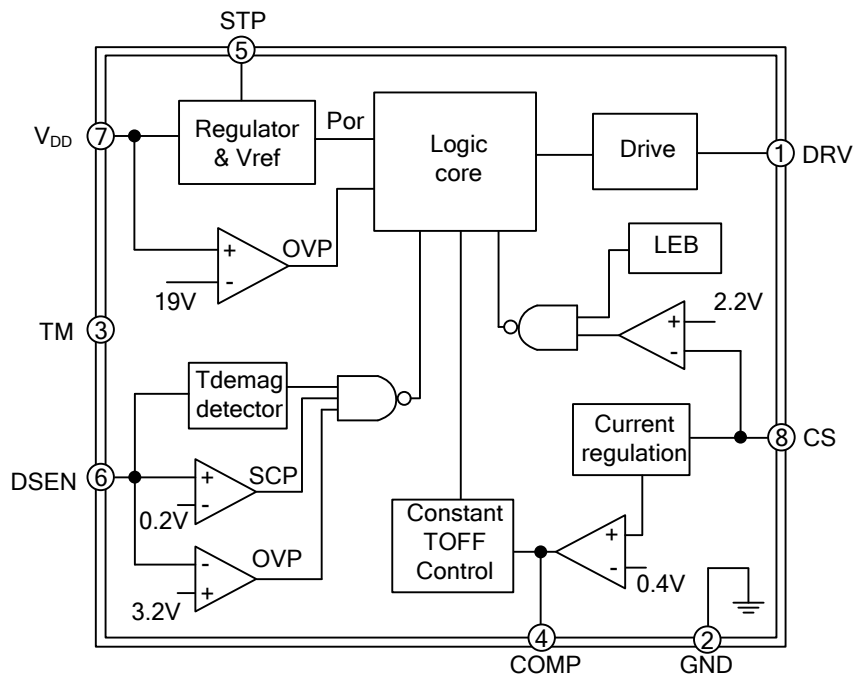 STP
5
V_DD
7
Regulator
& Vref
Por
Logic
core
Drive
1
DRV
+
-
OVP
19V
LEB
TM
3
+
-
2.2V
Tdemag
detector
Current
regulation
8
CS
DSEN
6
+
-
SCP
0.2V
Constant
TOFF
Control
+
-
0.4V
-
+
OVP
3.2V
4
COMP
2
GND